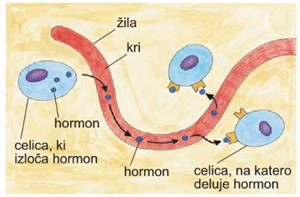 žila
kri
hormon
celica, ki
izloča hormon
hormon
celica, na katero
deluje hormon